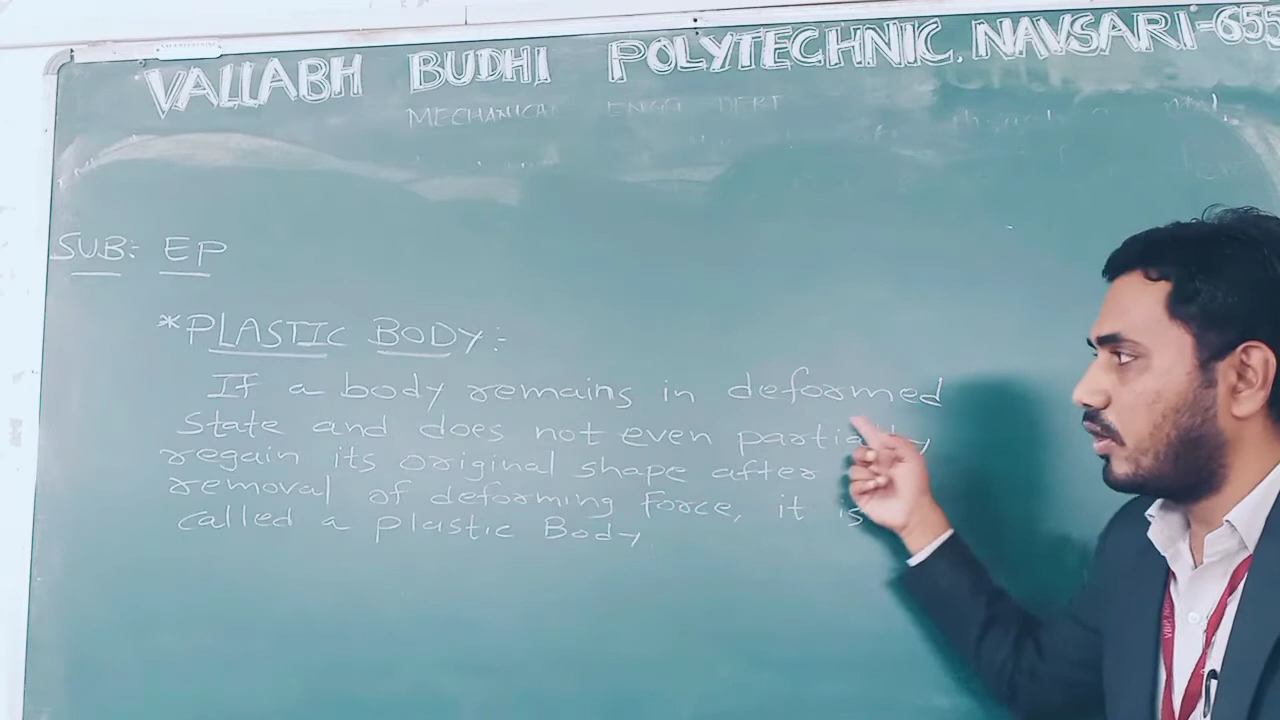 VALLABH BUDHI POLYTECHNIC. NAVSARI-655
MECHANICAL ENGG DEPT
SUB:- EP
*PLASTIC BODY:-
If a body remains in deformed
state and does not even partially
regain its original shape after
removal of deforming force, it is
called a plastic Body